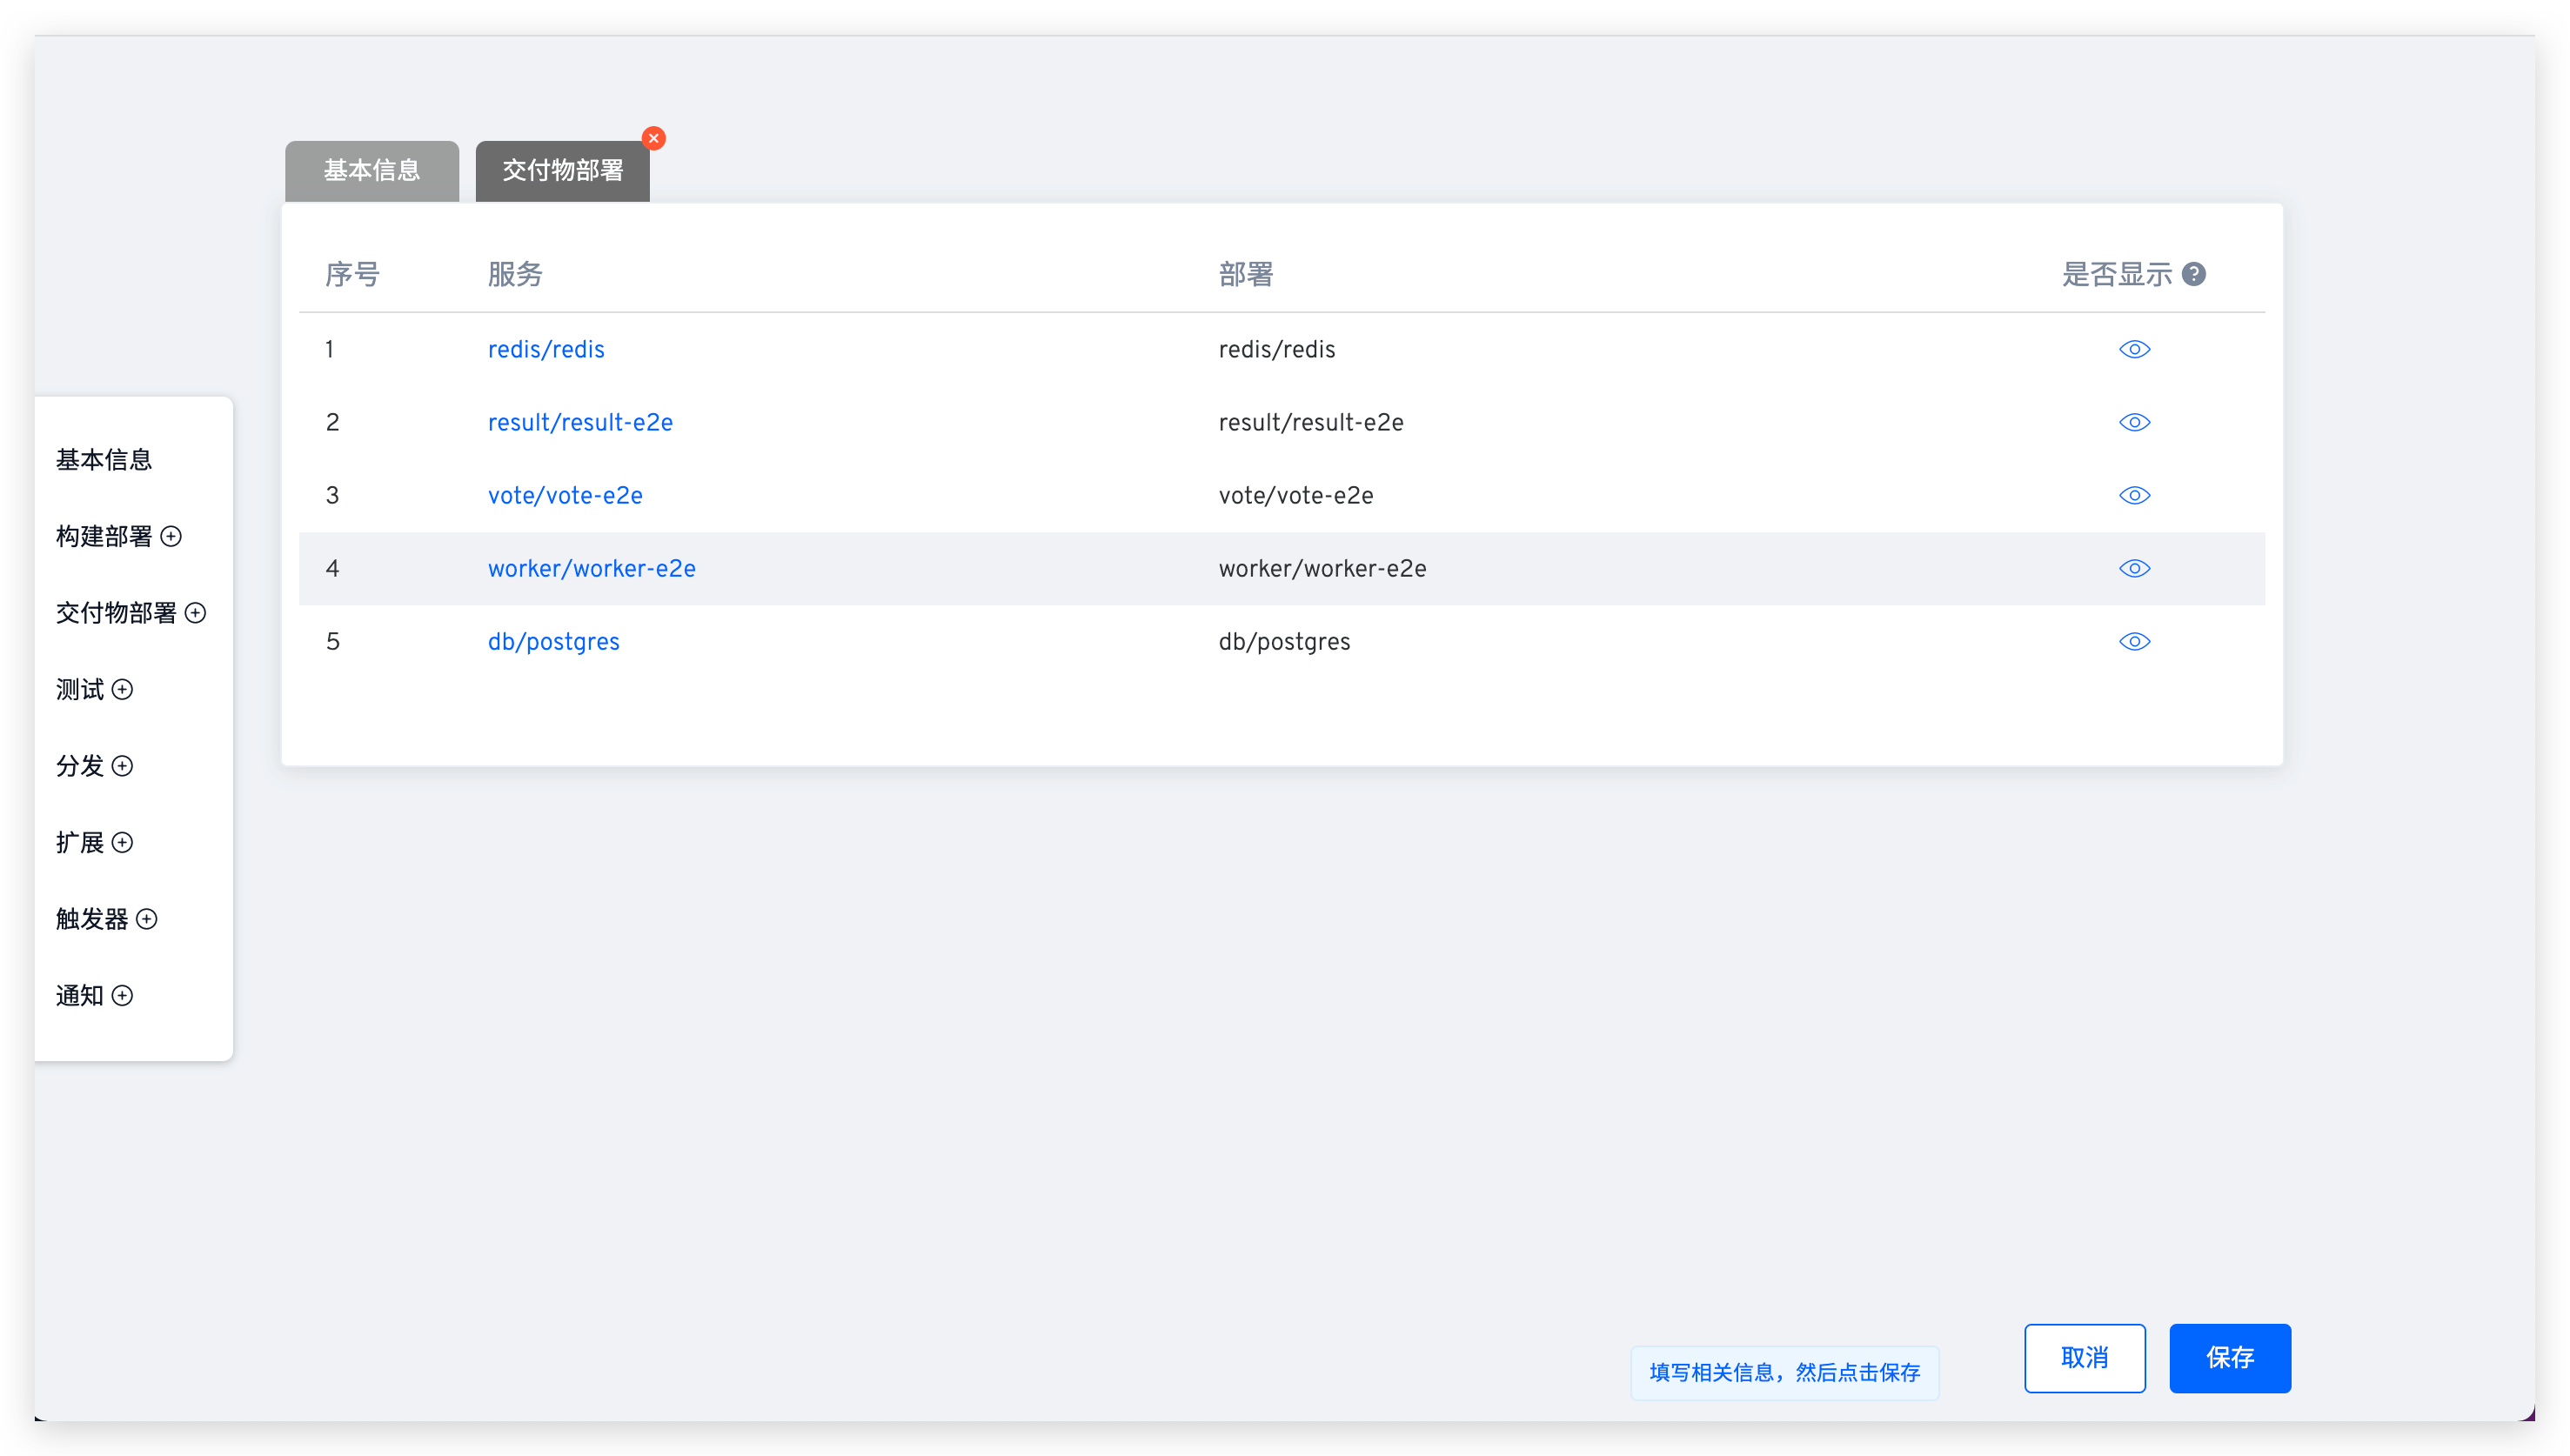 基本信息 交付物部署
序号 服务 部署 是否显示
1 redis/redis redis/redis
2 result/result-e2e result/result-e2e
3 vote/vote-e2e vote/vote-e2e
4 worker/worker-e2e worker/worker-e2e
5 db/postgres db/postgres
基本信息
构建部署
交付物部署
测试
分发
扩展
触发器
通知
填写相关信息，然后点击保存
取消
保存